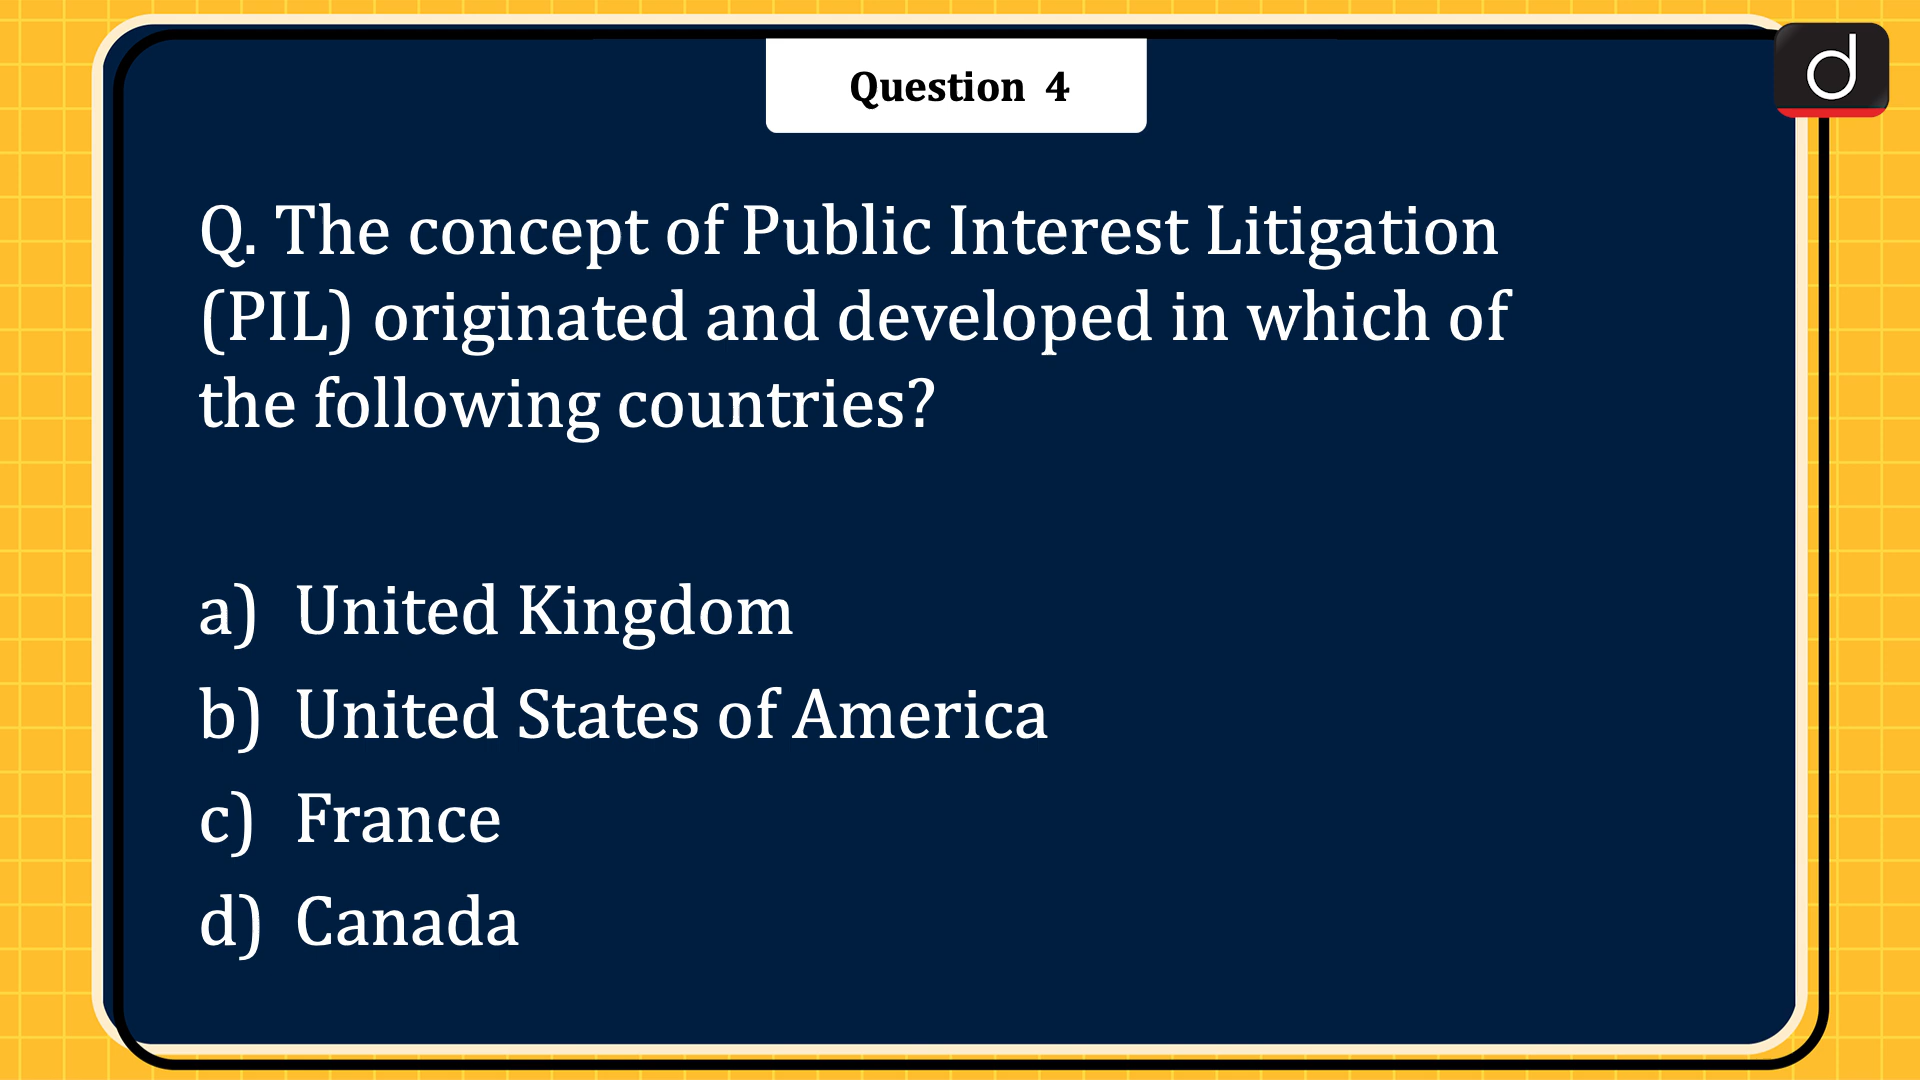 Question 4
d
Q. The concept of Public Interest Litigation
(PIL) originated and developed in which of
the following countries?
a) United Kingdom
b) United States of America
c) France
d) Canada